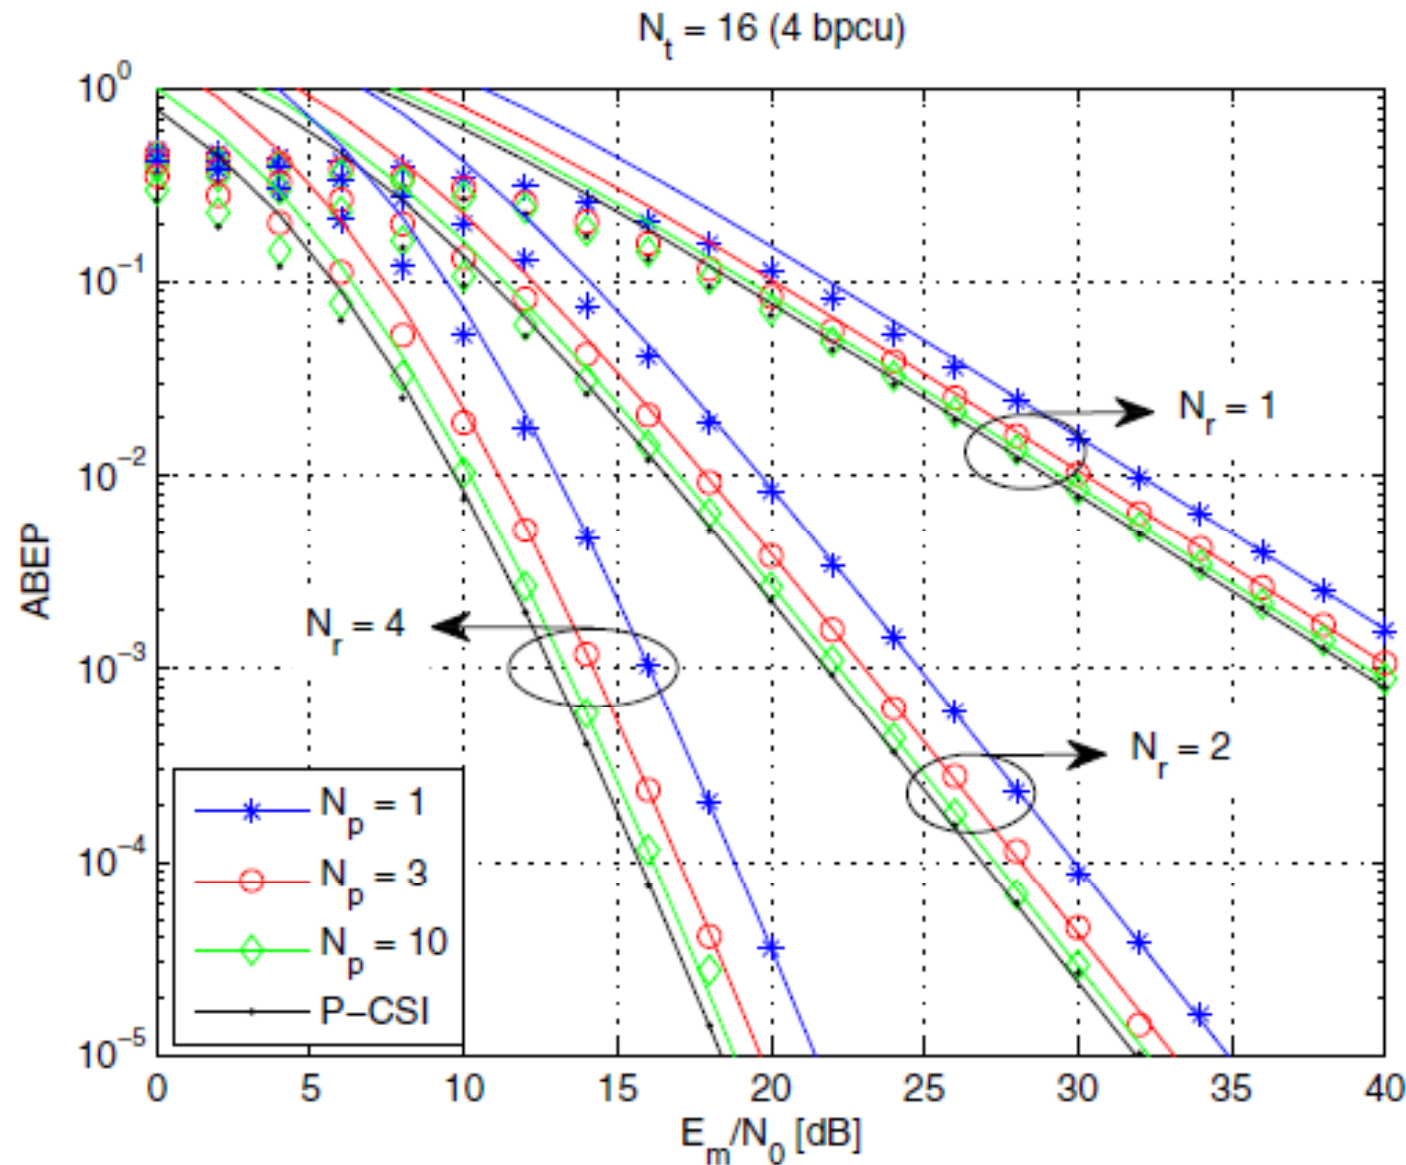 N_t = 16 (4 bpcu)
10^0
10^−1
10^−2
10^−3
10^−4
10^−5
ABEP
N_r = 1
N_r = 4
N_r = 2
N_p = 1
N_p = 3
N_p = 10
P−CSI
0 5 10 15 20 25 30 35 40
E_m/N_0 [dB]